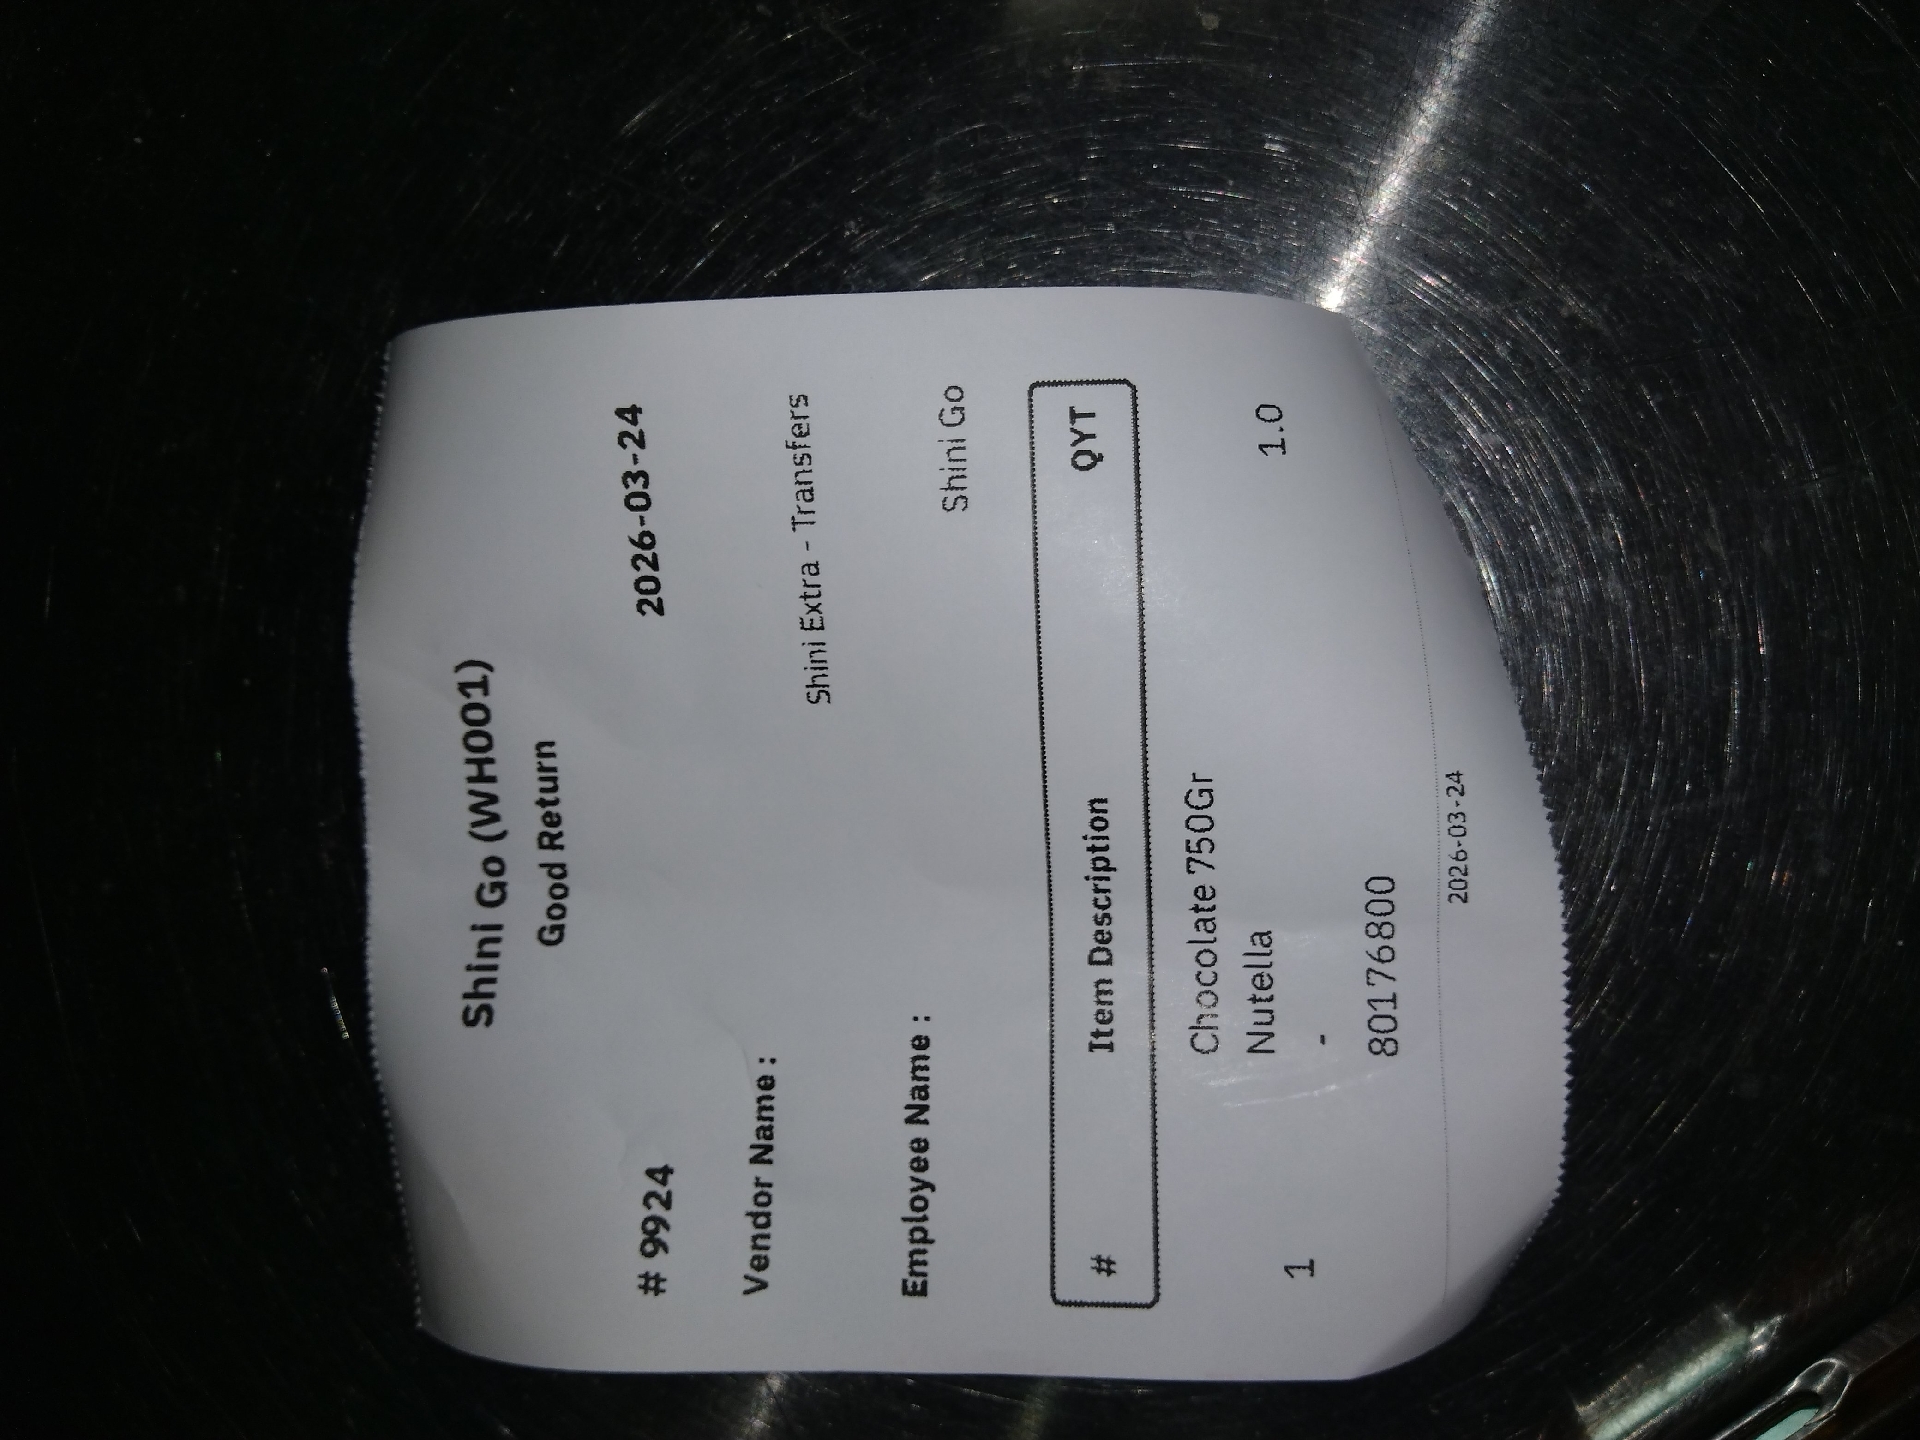 Shini Go (WH001)
Good Return
# 9924 2026-03-24
Vendor Name :
Shini Extra - Transfers
Employee Name :
Shini Go
# Item Description QYT
Chocolate 750Gr
1 Nutella 1.0
-
80176800
2026-03-24